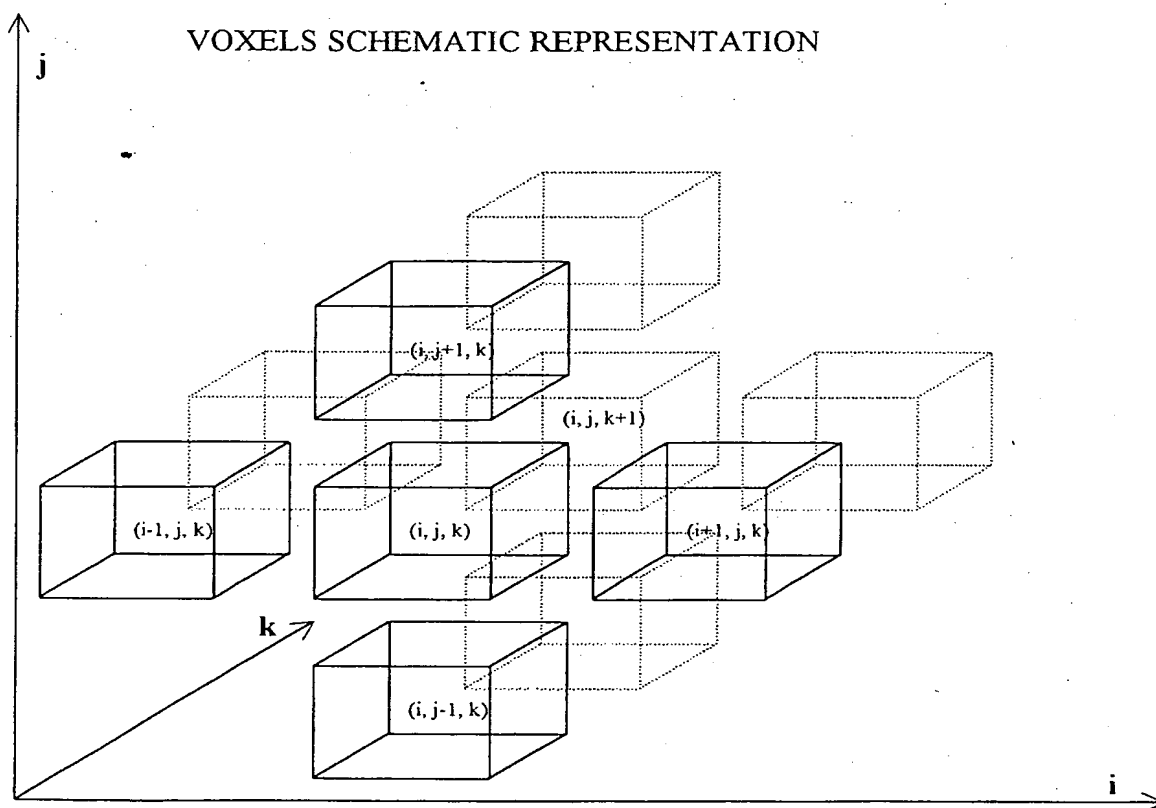 VOXELS SCHEMATIC REPRESENTATION
j
(i, j+1, k)
(i, j, k+1)
(i-1, j, k)
(i, j, k)
(i+1, j, k)
k
(i, j-1, k)
i